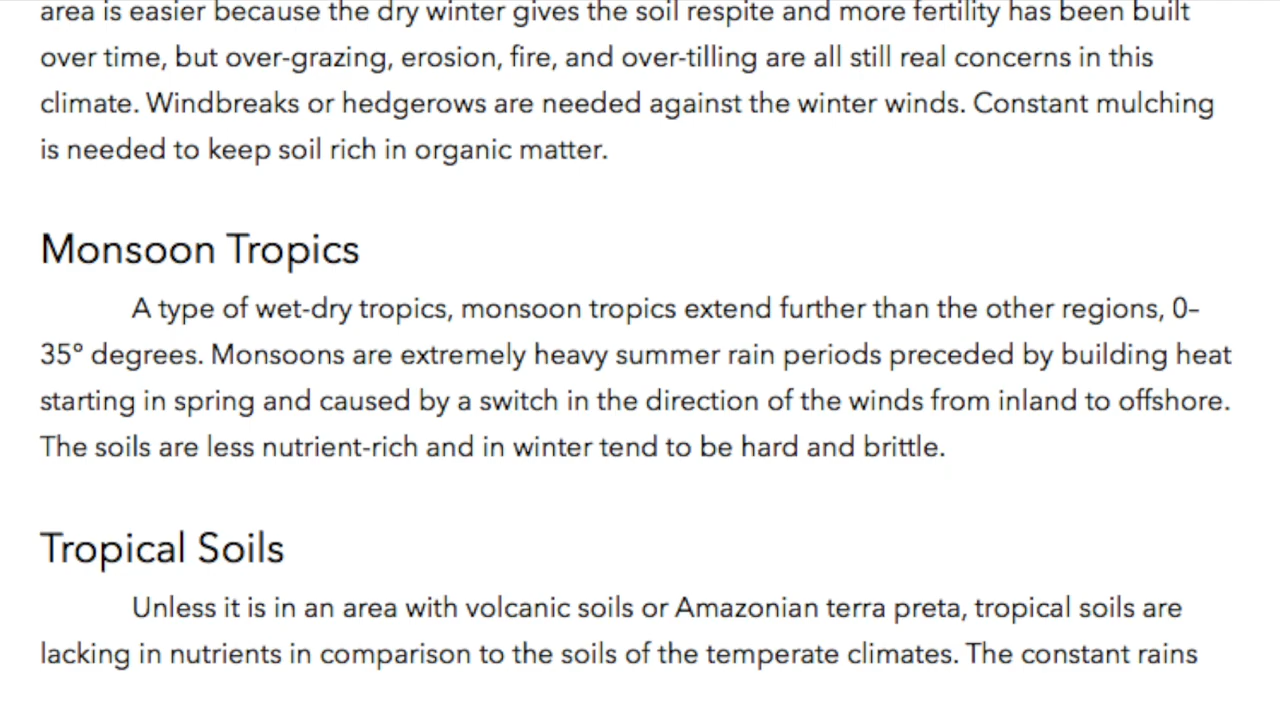 area is easier because the dry winter gives the soil respite and more fertility has been built
over time, but over-grazing, erosion, fire, and over-tilling are all still real concerns in this
climate. Windbreaks or hedgerows are needed against the winter winds. Constant mulching
is needed to keep soil rich in organic matter.
Monsoon Tropics
A type of wet-dry tropics, monsoon tropics extend further than the other regions, 0–
35° degrees. Monsoons are extremely heavy summer rain periods preceded by building heat
starting in spring and caused by a switch in the direction of the winds from inland to offshore.
The soils are less nutrient-rich and in winter tend to be hard and brittle.
Tropical Soils
Unless it is in an area with volcanic soils or Amazonian terra preta, tropical soils are
lacking in nutrients in comparison to the soils of the temperate climates. The constant rains